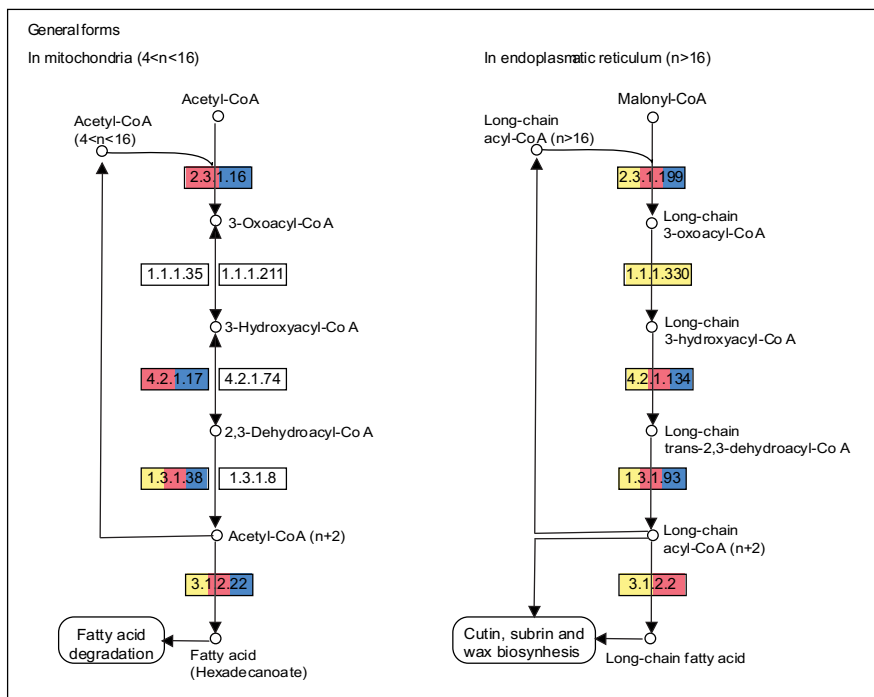 General forms
In mitochondria (4<n<16)
Acetyl-CoA
Acetyl-CoA
(4<n<16)
2.3.1.16
3-Oxoacyl-CoA
1.1.1.35 1.1.1.211
3-Hydroxyacyl-CoA
4.2.1.17 4.2.1.74
2,3-Dehydroacyl-CoA
1.3.1.38 1.3.1.8
Acetyl-CoA (n+2)
3.1.2.22
Fatty acid
degradation
Fatty acid
(Hexadecanoate)
In endoplasmatic reticulum (n>16)
Malonyl-CoA
Long-chain
acyl-CoA (n>16)
2.3.1.199
Long-chain
3-oxoacyl-CoA
1.1.1.330
Long-chain
3-hydroxyacyl-CoA
4.2.1.134
Long-chain
trans-2,3-dehydroacyl-CoA
1.3.1.93
Long-chain
acyl-CoA (n+2)
3.1.2.2
Cutin, subrin and
wax biosynhesis
Long-chain fatty acid